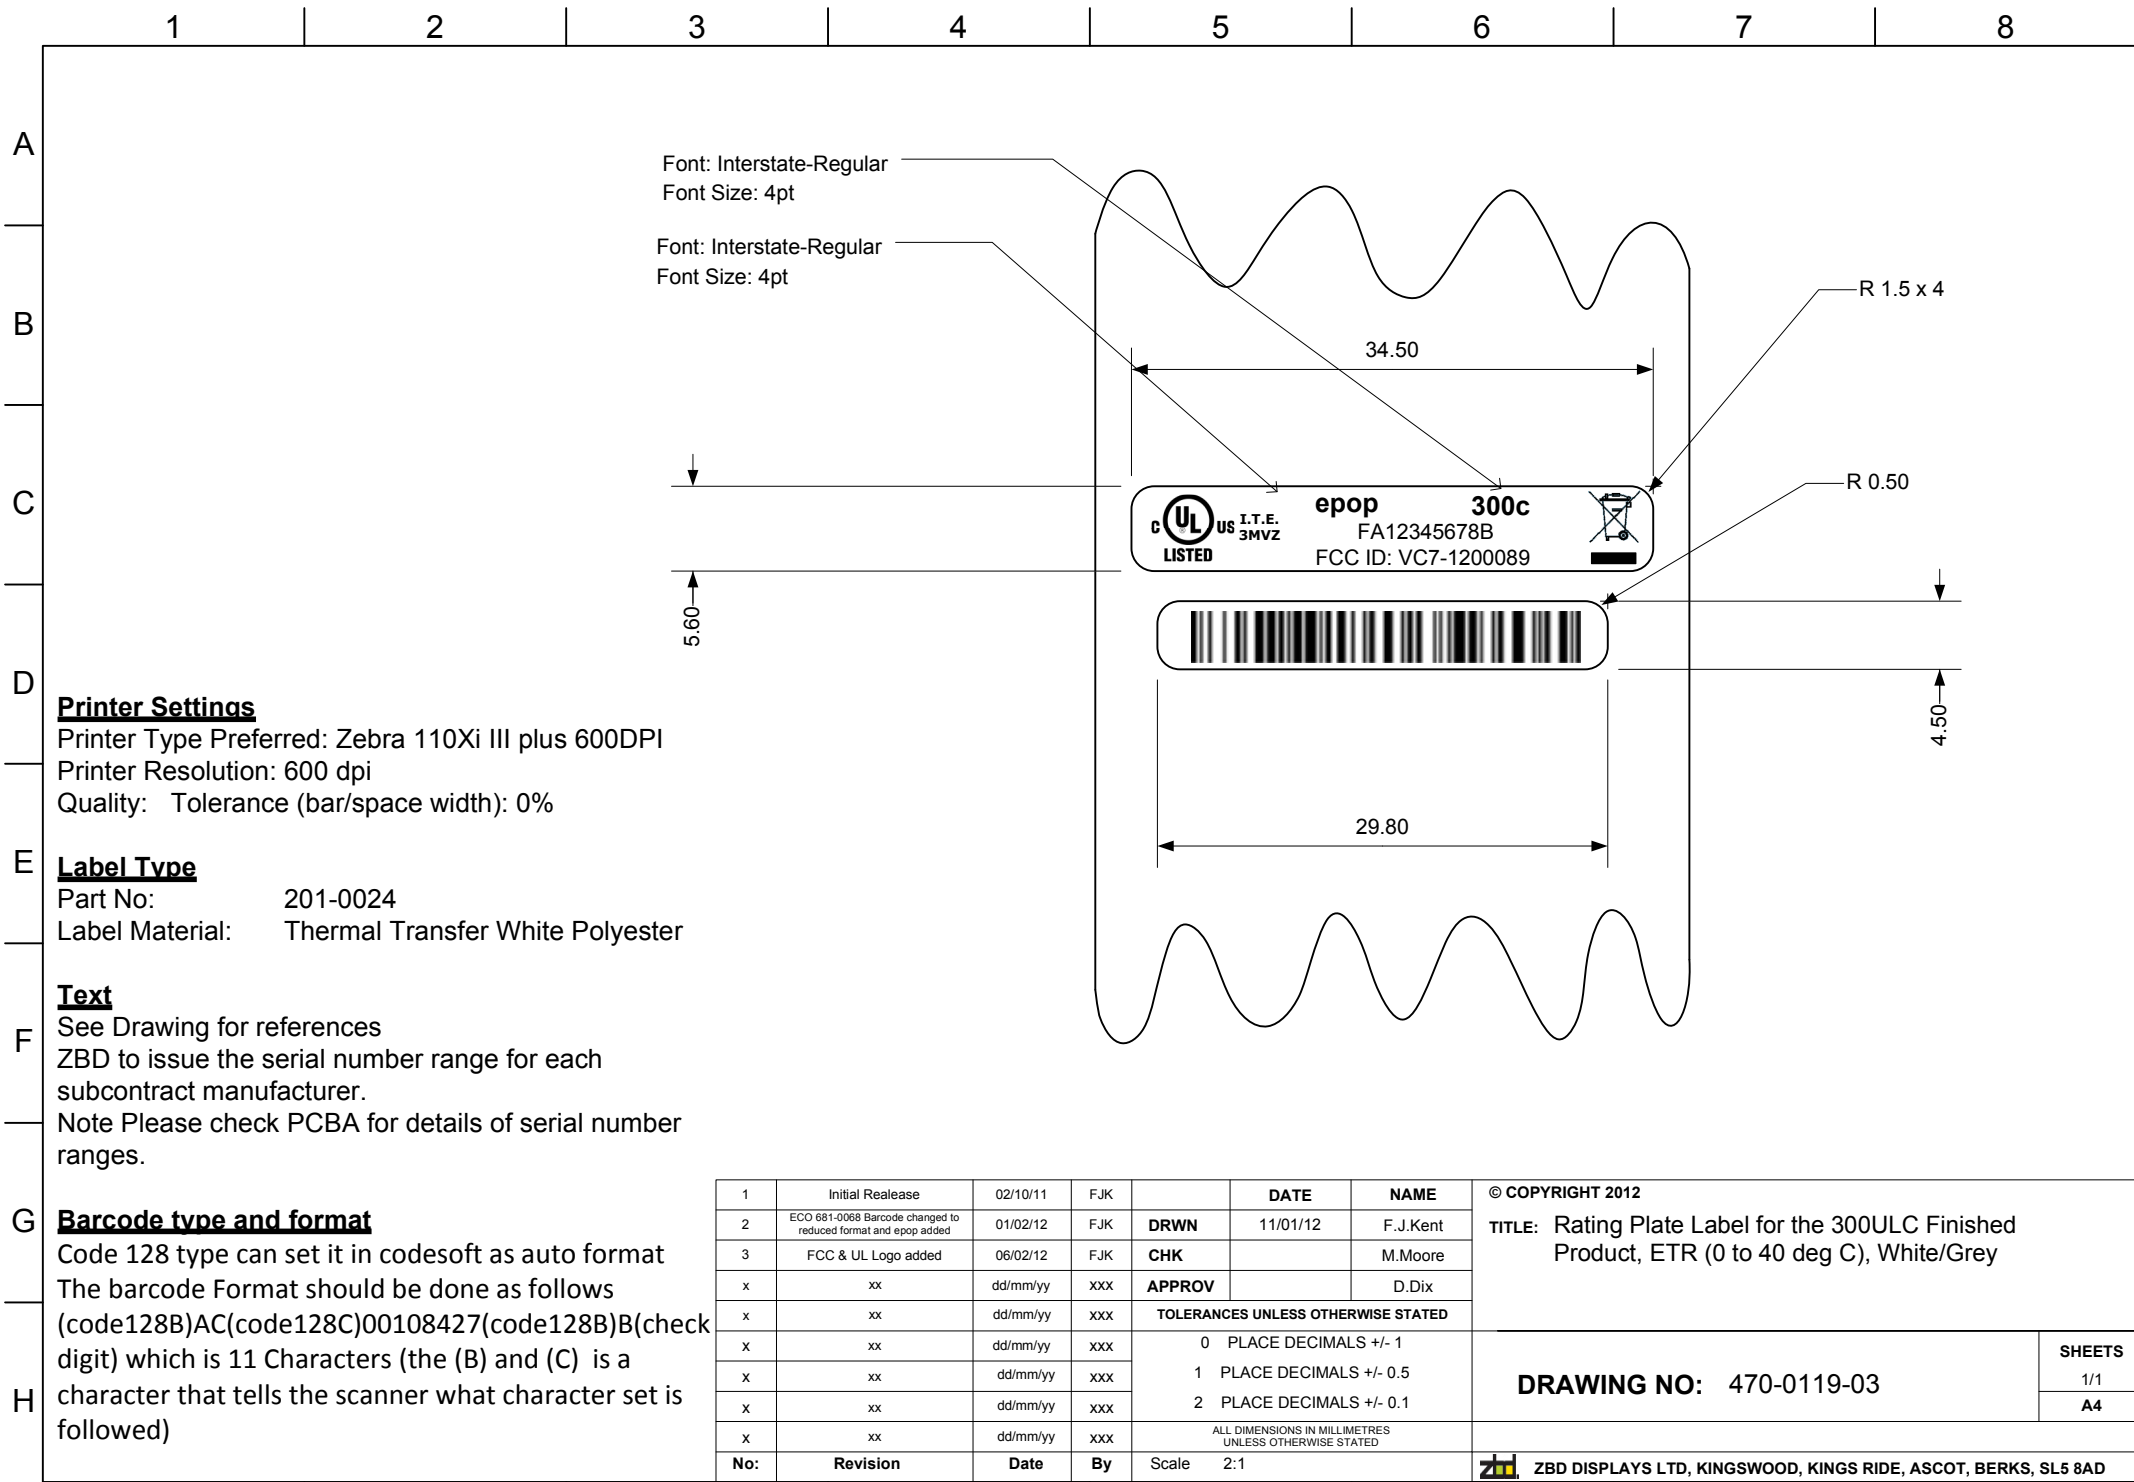 1 2 3 4 5 6 7 8
A
B
C
D
E
F
G
H
Font: Interstate-Regular
Font Size: 4pt
Font: Interstate-Regular
Font Size: 4pt
R 1.5 x 4
34.50
R 0.50
C UL US LISTED
®
I.T.E.
3MVZ
epop 300c
FA12345678B
FCC ID: VC7-1200089
5.60
4.50
29.80
Printer Settings
Printer Type Preferred: Zebra 110Xi III plus 600DPI
Printer Resolution: 600 dpi
Quality: Tolerance (bar/space width): 0%
Label Type
Part No: 201-0024
Label Material: Thermal Transfer White Polyester
Text
See Drawing for references
ZBD to issue the serial number range for each
subcontract manufacturer.
Note Please check PCBA for details of serial number
ranges.
Barcode type and format
Code 128 type can set it in codesoft as auto format
The barcode Format should be done as follows
(code128B)AC(code128C)00108427(code128B)B(check
digit) which is 11 Characters (the (B) and (C) is a
character that tells the scanner what character set is
followed)
1 Initial Realease 02/10/11 FJK
2 ECO 681-0068 Barcode changed to
reduced format and epop added 01/02/12 FJK
3 FCC & UL Logo added 06/02/12 FJK
x xx dd/mm/yy xxx
x xx dd/mm/yy xxx
x xx dd/mm/yy xxx
x xx dd/mm/yy xxx
x xx dd/mm/yy xxx
x xx dd/mm/yy xxx
No: Revision Date By
DATE NAME
DRWN 11/01/12 F.J.Kent
CHK M.Moore
APPROV D.Dix
TOLERANCES UNLESS OTHERWISE STATED
0 PLACE DECIMALS +/- 1
1 PLACE DECIMALS +/- 0.5
2 PLACE DECIMALS +/- 0.1
ALL DIMENSIONS IN MILLIMETRES
UNLESS OTHERWISE STATED
Scale 2:1
© COPYRIGHT 2012
TITLE: Rating Plate Label for the 300ULC Finished
Product, ETR (0 to 40 deg C), White/Grey
DRAWING NO: 470-0119-03
SHEETS
1/1
A4
zbd ZBD DISPLAYS LTD, KINGSWOOD, KINGS RIDE, ASCOT, BERKS, SL5 8AD